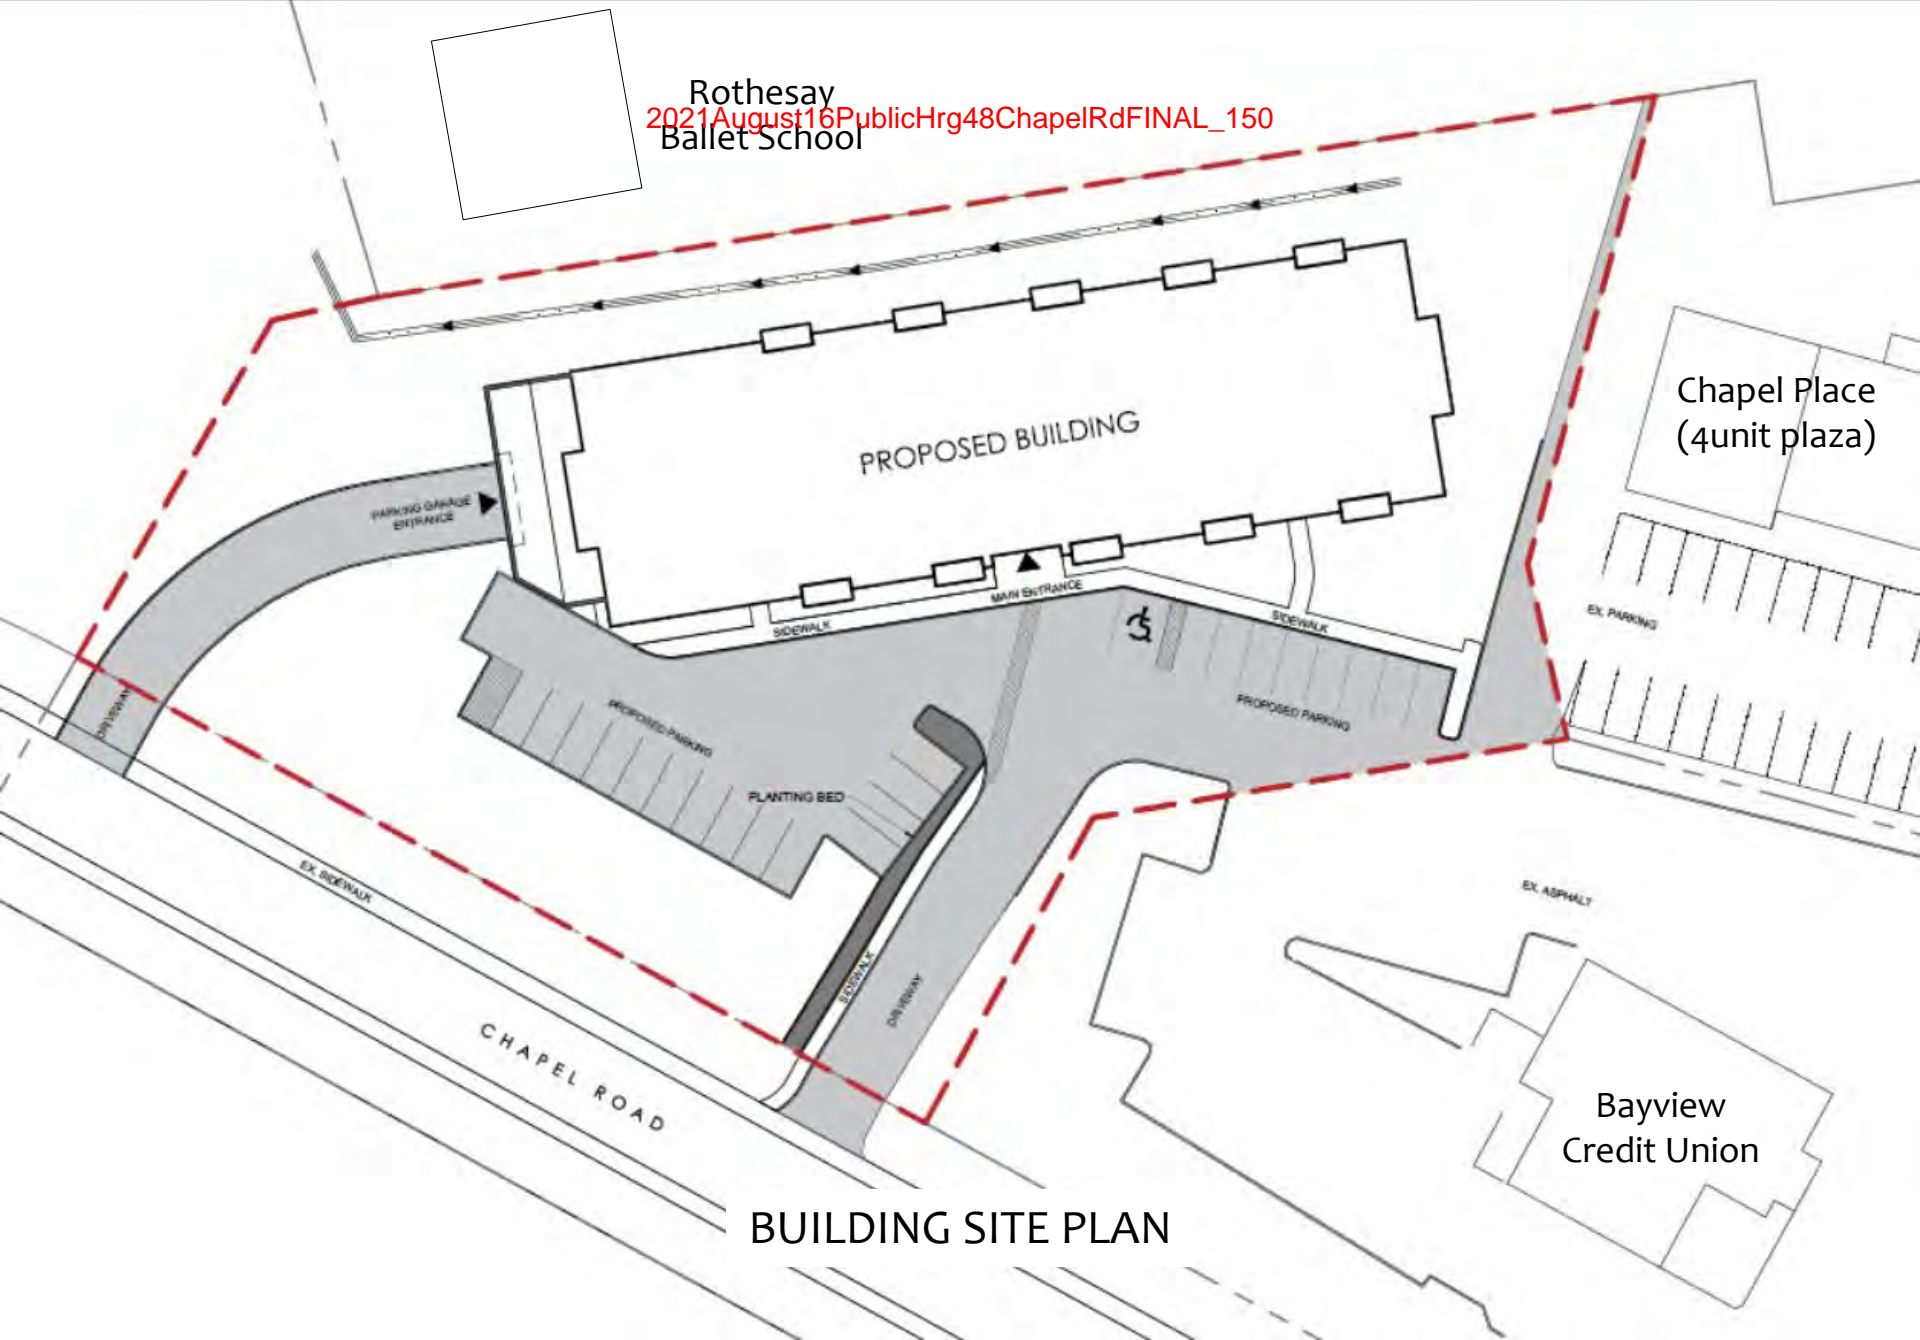 Rothesay
2021August16PublicHrg48ChapelRdFINAL_150
Ballet School
Chapel Place
(4unit plaza)
PROPOSED BUILDING
PARKING GARAGE
ENTRANCE
MAIN ENTRANCE
SIDEWALK
SIDEWALK
EX. PARKING
DRIVEWAY
PROPOSED PARKING
PROPOSED PARKING
PLANTING BED
EX. SIDEWALK
EX. ASPHALT
SIDEWALK
DRIVEWAY
CHAPEL ROAD
Bayview
Credit Union
BUILDING SITE PLAN